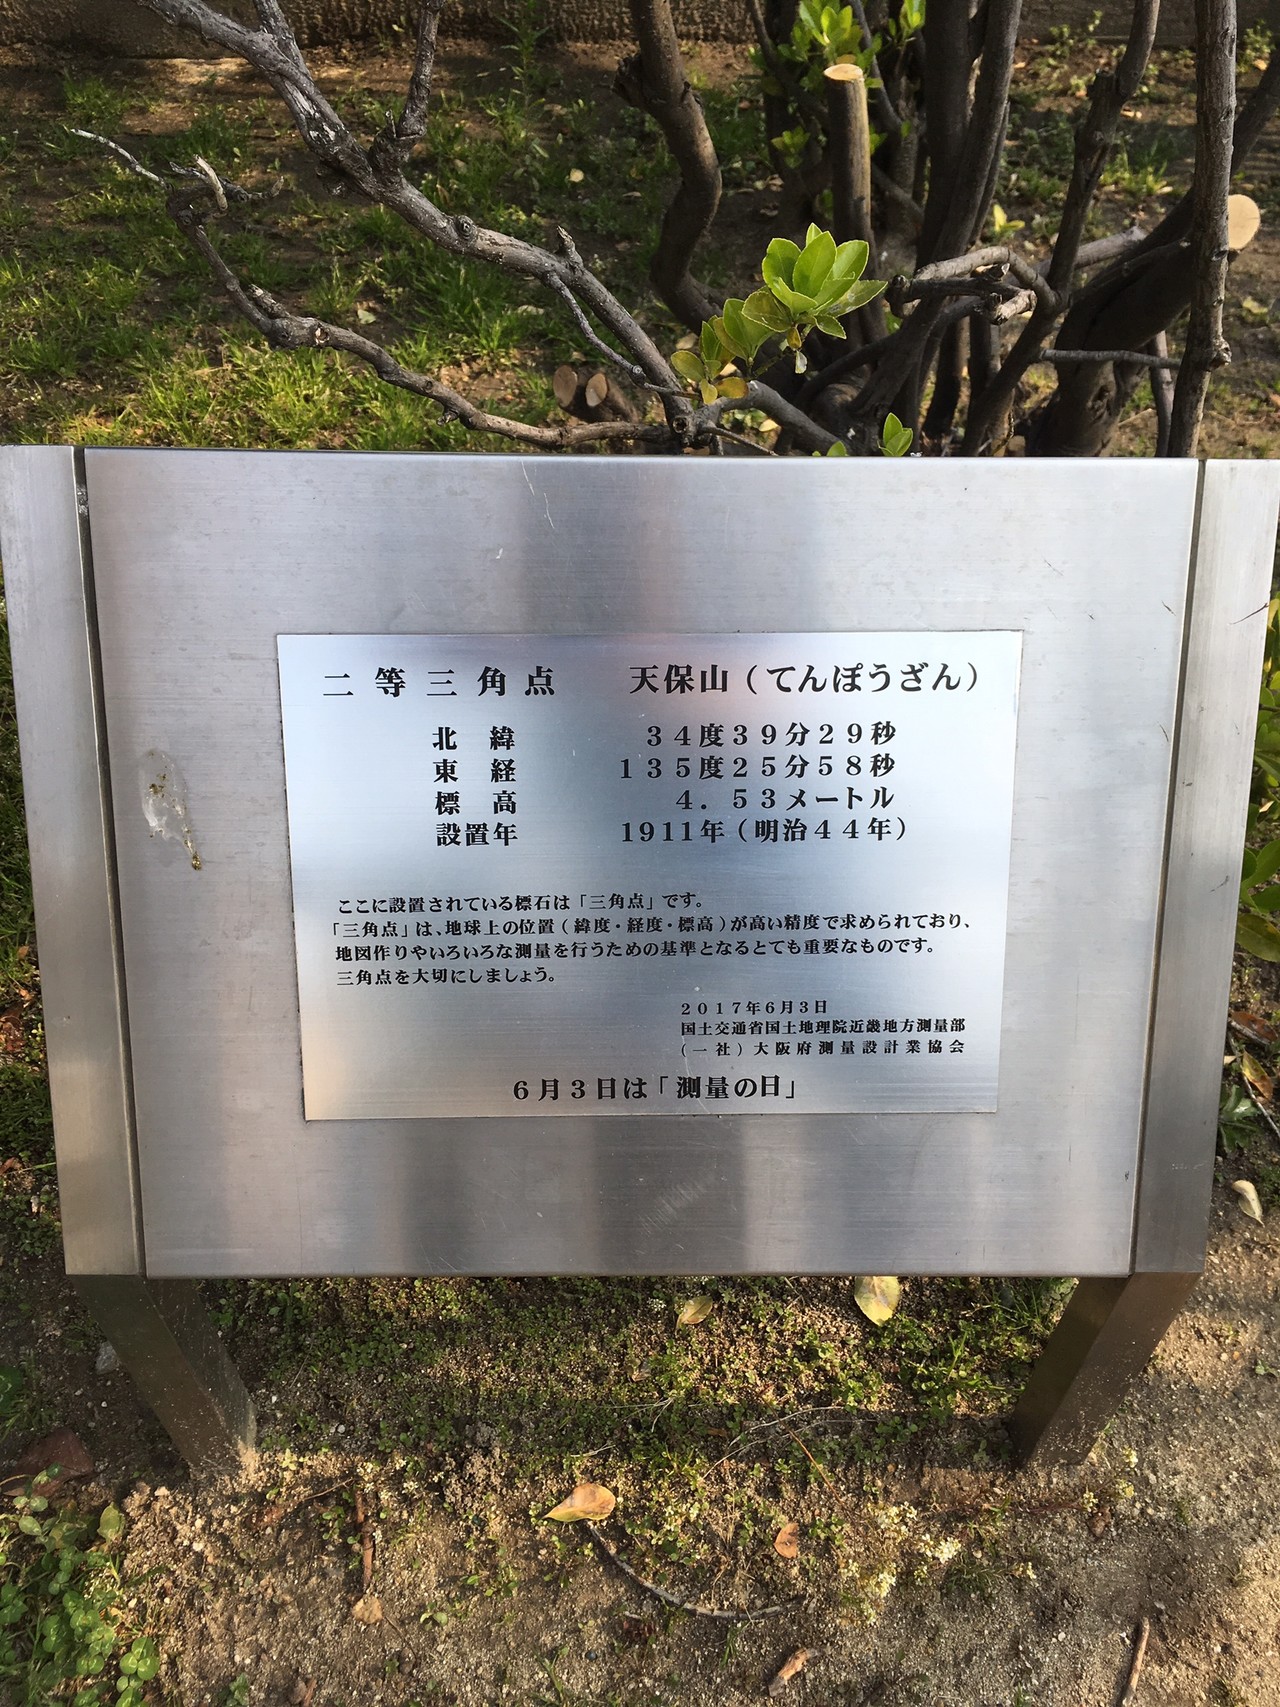 二等三角点　天保山（てんぽうざん）
北緯　34度39分29秒
東経　135度25分58秒
標高　4．53メートル
設置年　1911年（明治44年）
ここに設置されている標石は「三角点」です。
「三角点」は、地球上の位置（緯度・経度・標高）が高い精度で求められており、
地図作りやいろいろな測量を行うための基準となるとても重要なものです。
三角点を大切にしましょう。
2017年6月3日
国土交通省国土地理院近畿地方測量部
（一社）大阪府測量設計業協会
6月3日は「測量の日」